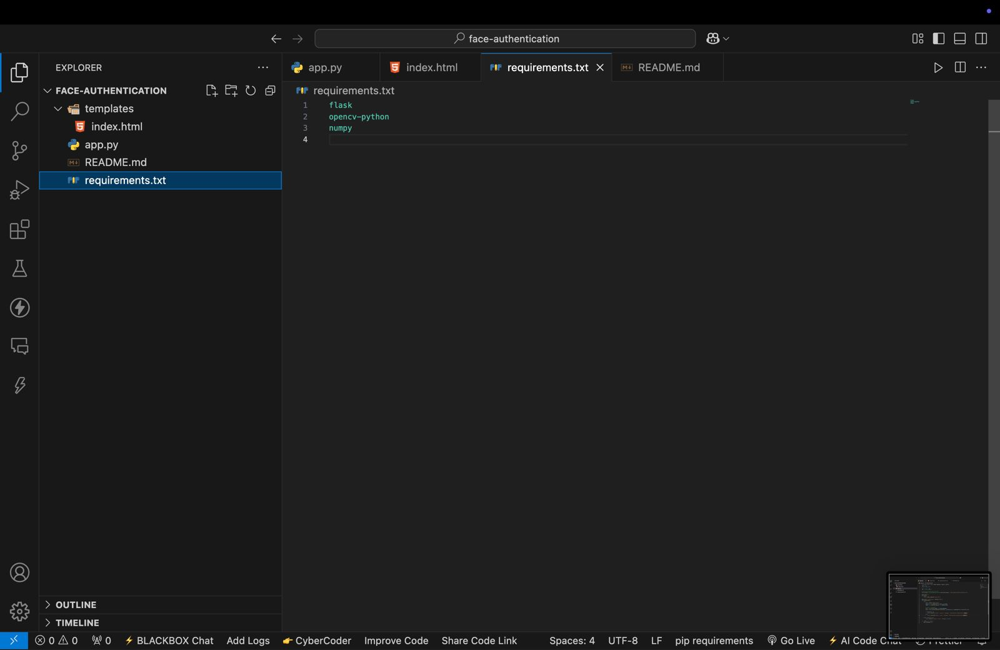 face-authentication
EXPLORER
FACE-AUTHENTICATION
templates
index.html
app.py
README.md
requirements.txt
OUTLINE
TIMELINE
app.py
index.html
requirements.txt
README.md
requirements.txt
1 flask
2 opencv-python
3 numpy
4
0 0 0 BLACKBOX Chat Add Logs CyberCoder Improve Code Share Code Link Spaces: 4 UTF-8 LF pip requirements Go Live AI Code Chat Prettier